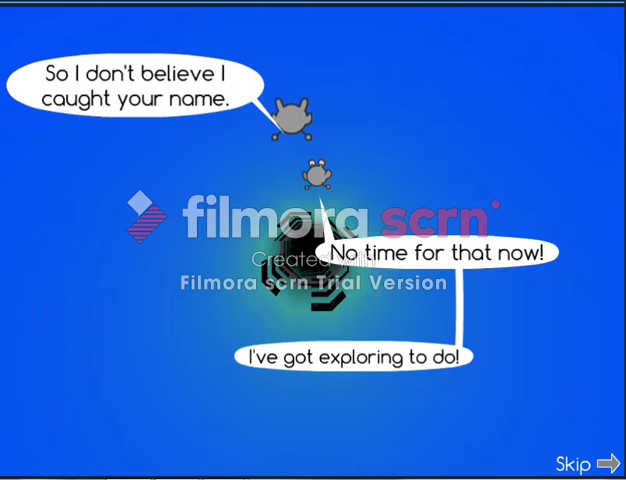 So I don't believe I
caught your name.
filmora scrn
No time for that now!
Created with
Filmora scrn Trial Version
I've got exploring to do!
Skip